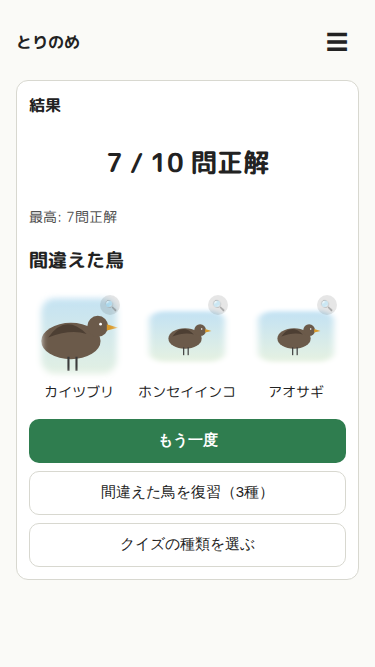 とりのめ
結果
7 / 10 問正解
最高: 7問正解
間違えた鳥
カイツブリ
ホンセイインコ
アオサギ
もう一度
間違えた鳥を復習（3種）
クイズの種類を選ぶ